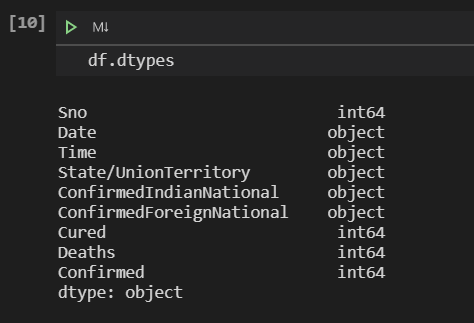 [10] M↓
df.dtypes
Sno int64
Date object
Time object
State/UnionTerritory object
ConfirmedIndianNational object
ConfirmedForeignNational object
Cured int64
Deaths int64
Confirmed int64
dtype: object